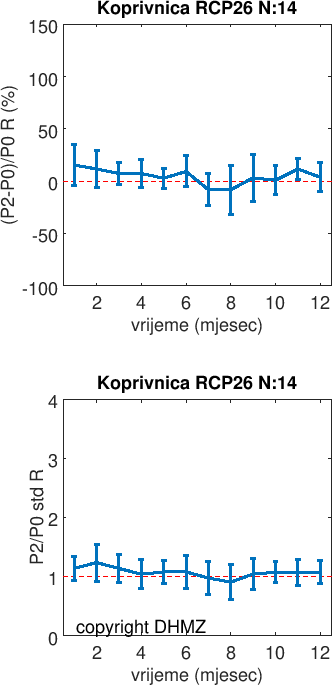 Koprivnica RCP26 N:14
(P2-P0)/P0 R (%)
150
100
50
0
-50
-100
2 4 6 8 10 12
vrijeme (mjesec)
Koprivnica RCP26 N:14
P2/P0 std R
4
3
2
1
0
copyright DHMZ
2 4 6 8 10 12
vrijeme (mjesec)